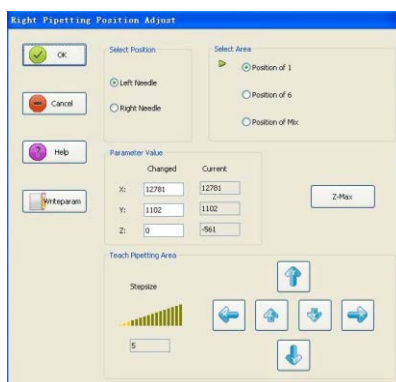 Right Pipetting Position Adjust
OK
Cancel
Help
Writeparam
Select Position
Left Needle
Right Needle
Select Area
Position of 1
Position of 6
Position of Mix
Parameter Value
Changed Current
X: 12781 12781
Y: 1102 1102
Z: 0 -561
Z-Max
Teach Pipetting Area
Stepsize
5